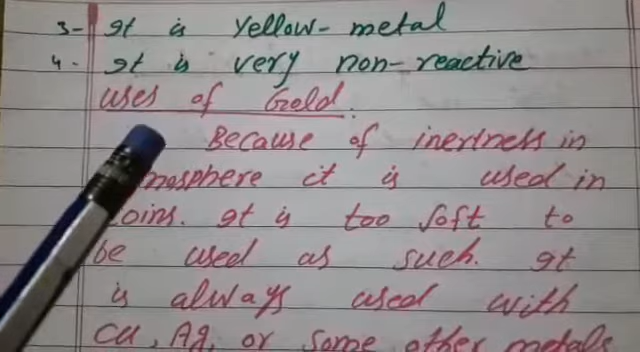 3- It is yellow-metal
4- It is very non-reactive
Uses of Gold.
Because of inertness in
mosphere it is used in
oins. It is too soft to
be used as such. It
is always used with
Cu, Ag, or some other metals